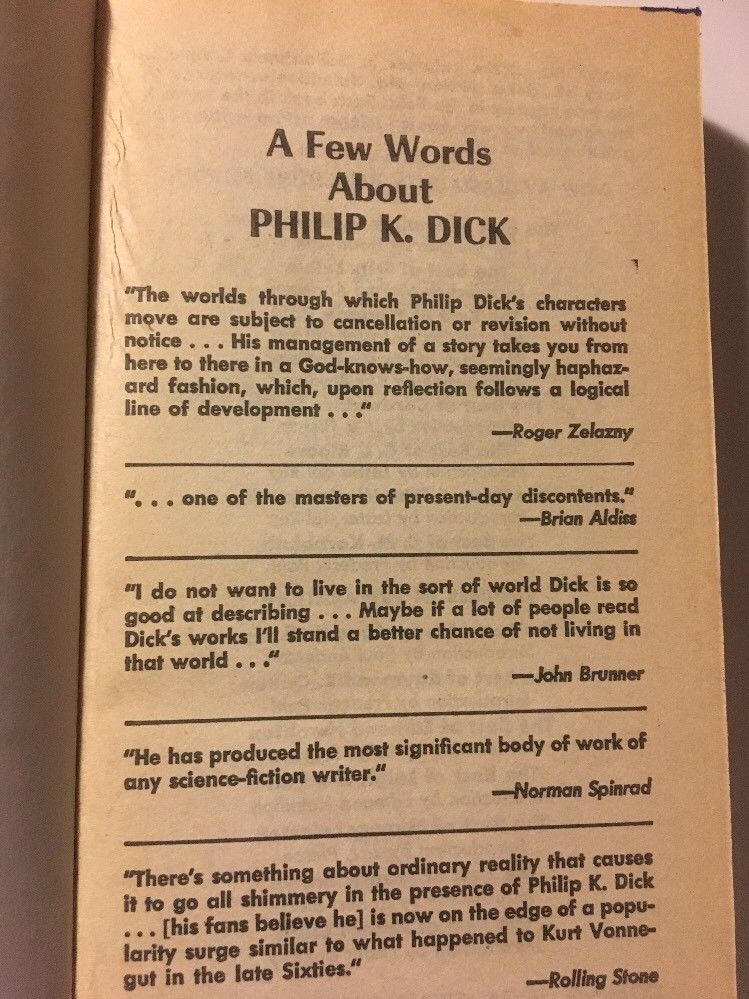 A Few Words
About
PHILIP K. DICK
"The worlds through which Philip Dick's characters
move are subject to cancellation or revision without
notice . . . His management of a story takes you from
here to there in a God-knows-how, seemingly haphaz-
ard fashion, which, upon reflection follows a logical
line of development . . ."
—Roger Zelazny
". . . one of the masters of present-day discontents."
—Brian Aldiss
"I do not want to live in the sort of world Dick is so
good at describing . . . Maybe if a lot of people read
Dick's works I'll stand a better chance of not living in
that world . . ."
—John Brunner
"He has produced the most significant body of work of
any science-fiction writer."
—Norman Spinrad
"There's something about ordinary reality that causes
it to go all shimmery in the presence of Philip K. Dick
. . . [his fans believe he] is now on the edge of a popu-
larity surge similar to what happened to Kurt Vonne-
gut in the late Sixties."
—Rolling Stone